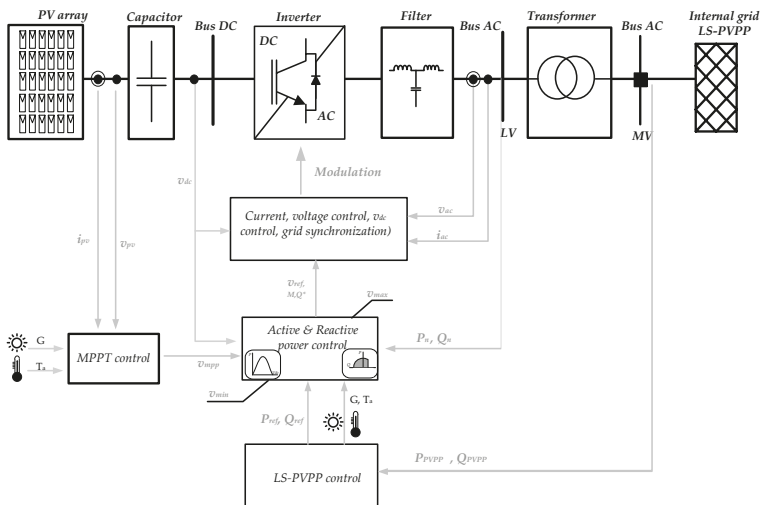 PV array
Capacitor
Bus DC
Inverter
Filter
Bus AC
Transformer
Bus AC
Internal grid
LS-PVPP
DC
AC
LV
MV
Modulation
vdc
Current, voltage control, vdc
control, grid synchronization)
vac
iac
ipv
vpv
vref,
M,Q*
vmax
Active & Reactive
power control
Pn, Qn
G
Ta
MPPT control
vmpp
vmin
G, Ta
Pref, Qref
LS-PVPP control
PPVPP , QPVPP